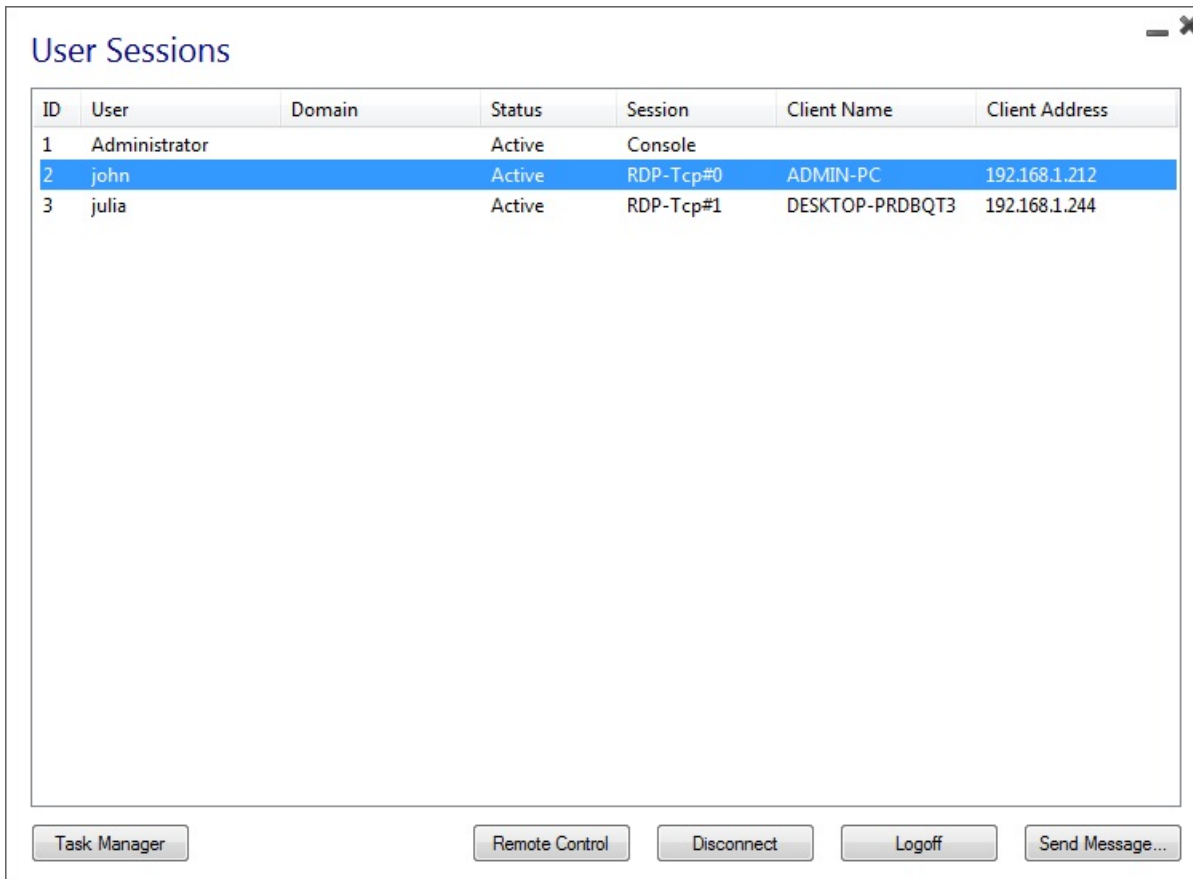 User Sessions
ID User Domain Status Session Client Name Client Address
1 Administrator Active Console
2 john Active RDP-Tcp#0 ADMIN-PC 192.168.1.212
3 julia Active RDP-Tcp#1 DESKTOP-PRDBQT3 192.168.1.244
Task Manager Remote Control Disconnect Logoff Send Message...